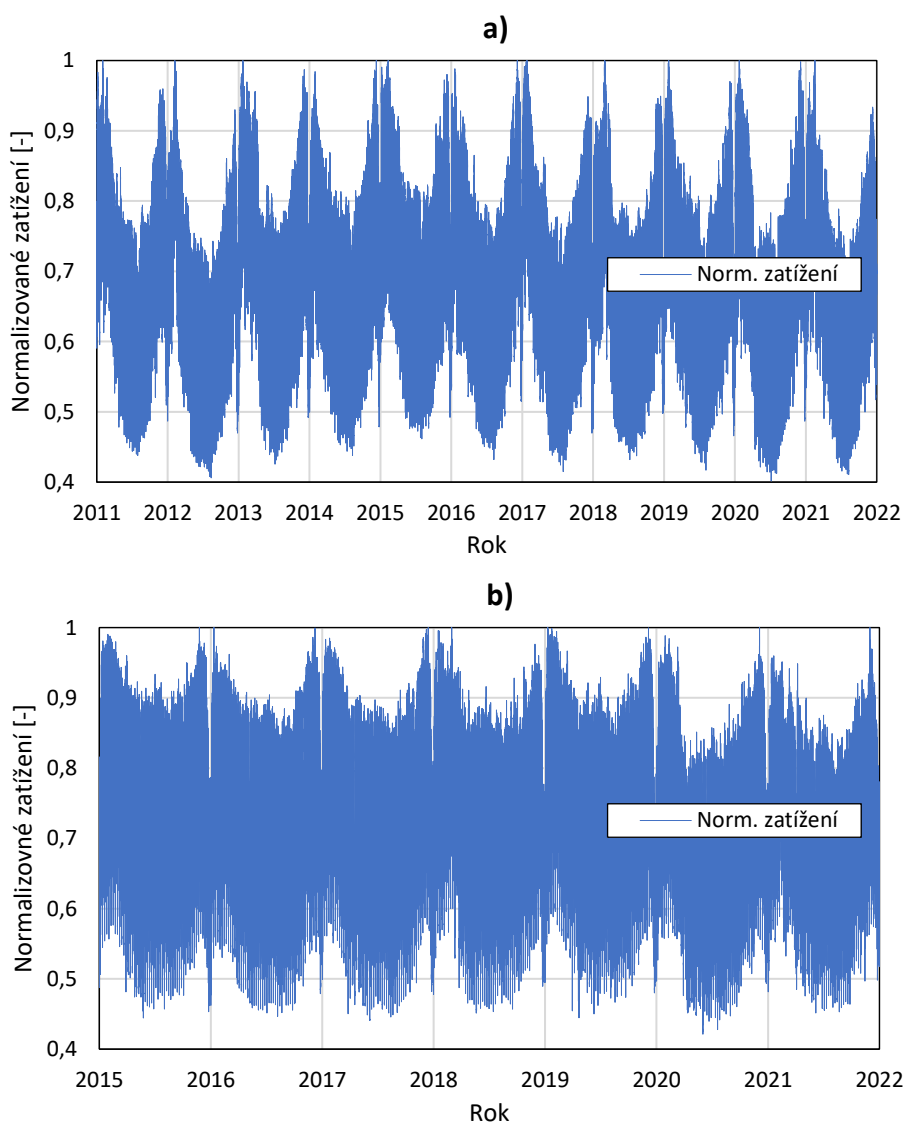 a)
Normalizované zatížení [-]
1
0,9
0,8
0,7
0,6
0,5
0,4
Norm. zatížení
2011 2012 2013 2014 2015 2016 2017 2018 2019 2020 2021 2022
Rok
b)
Normalizovné zatížení [-]
1
0,9
0,8
0,7
0,6
0,5
0,4
Norm. zatížení
2015 2016 2017 2018 2019 2020 2021 2022
Rok